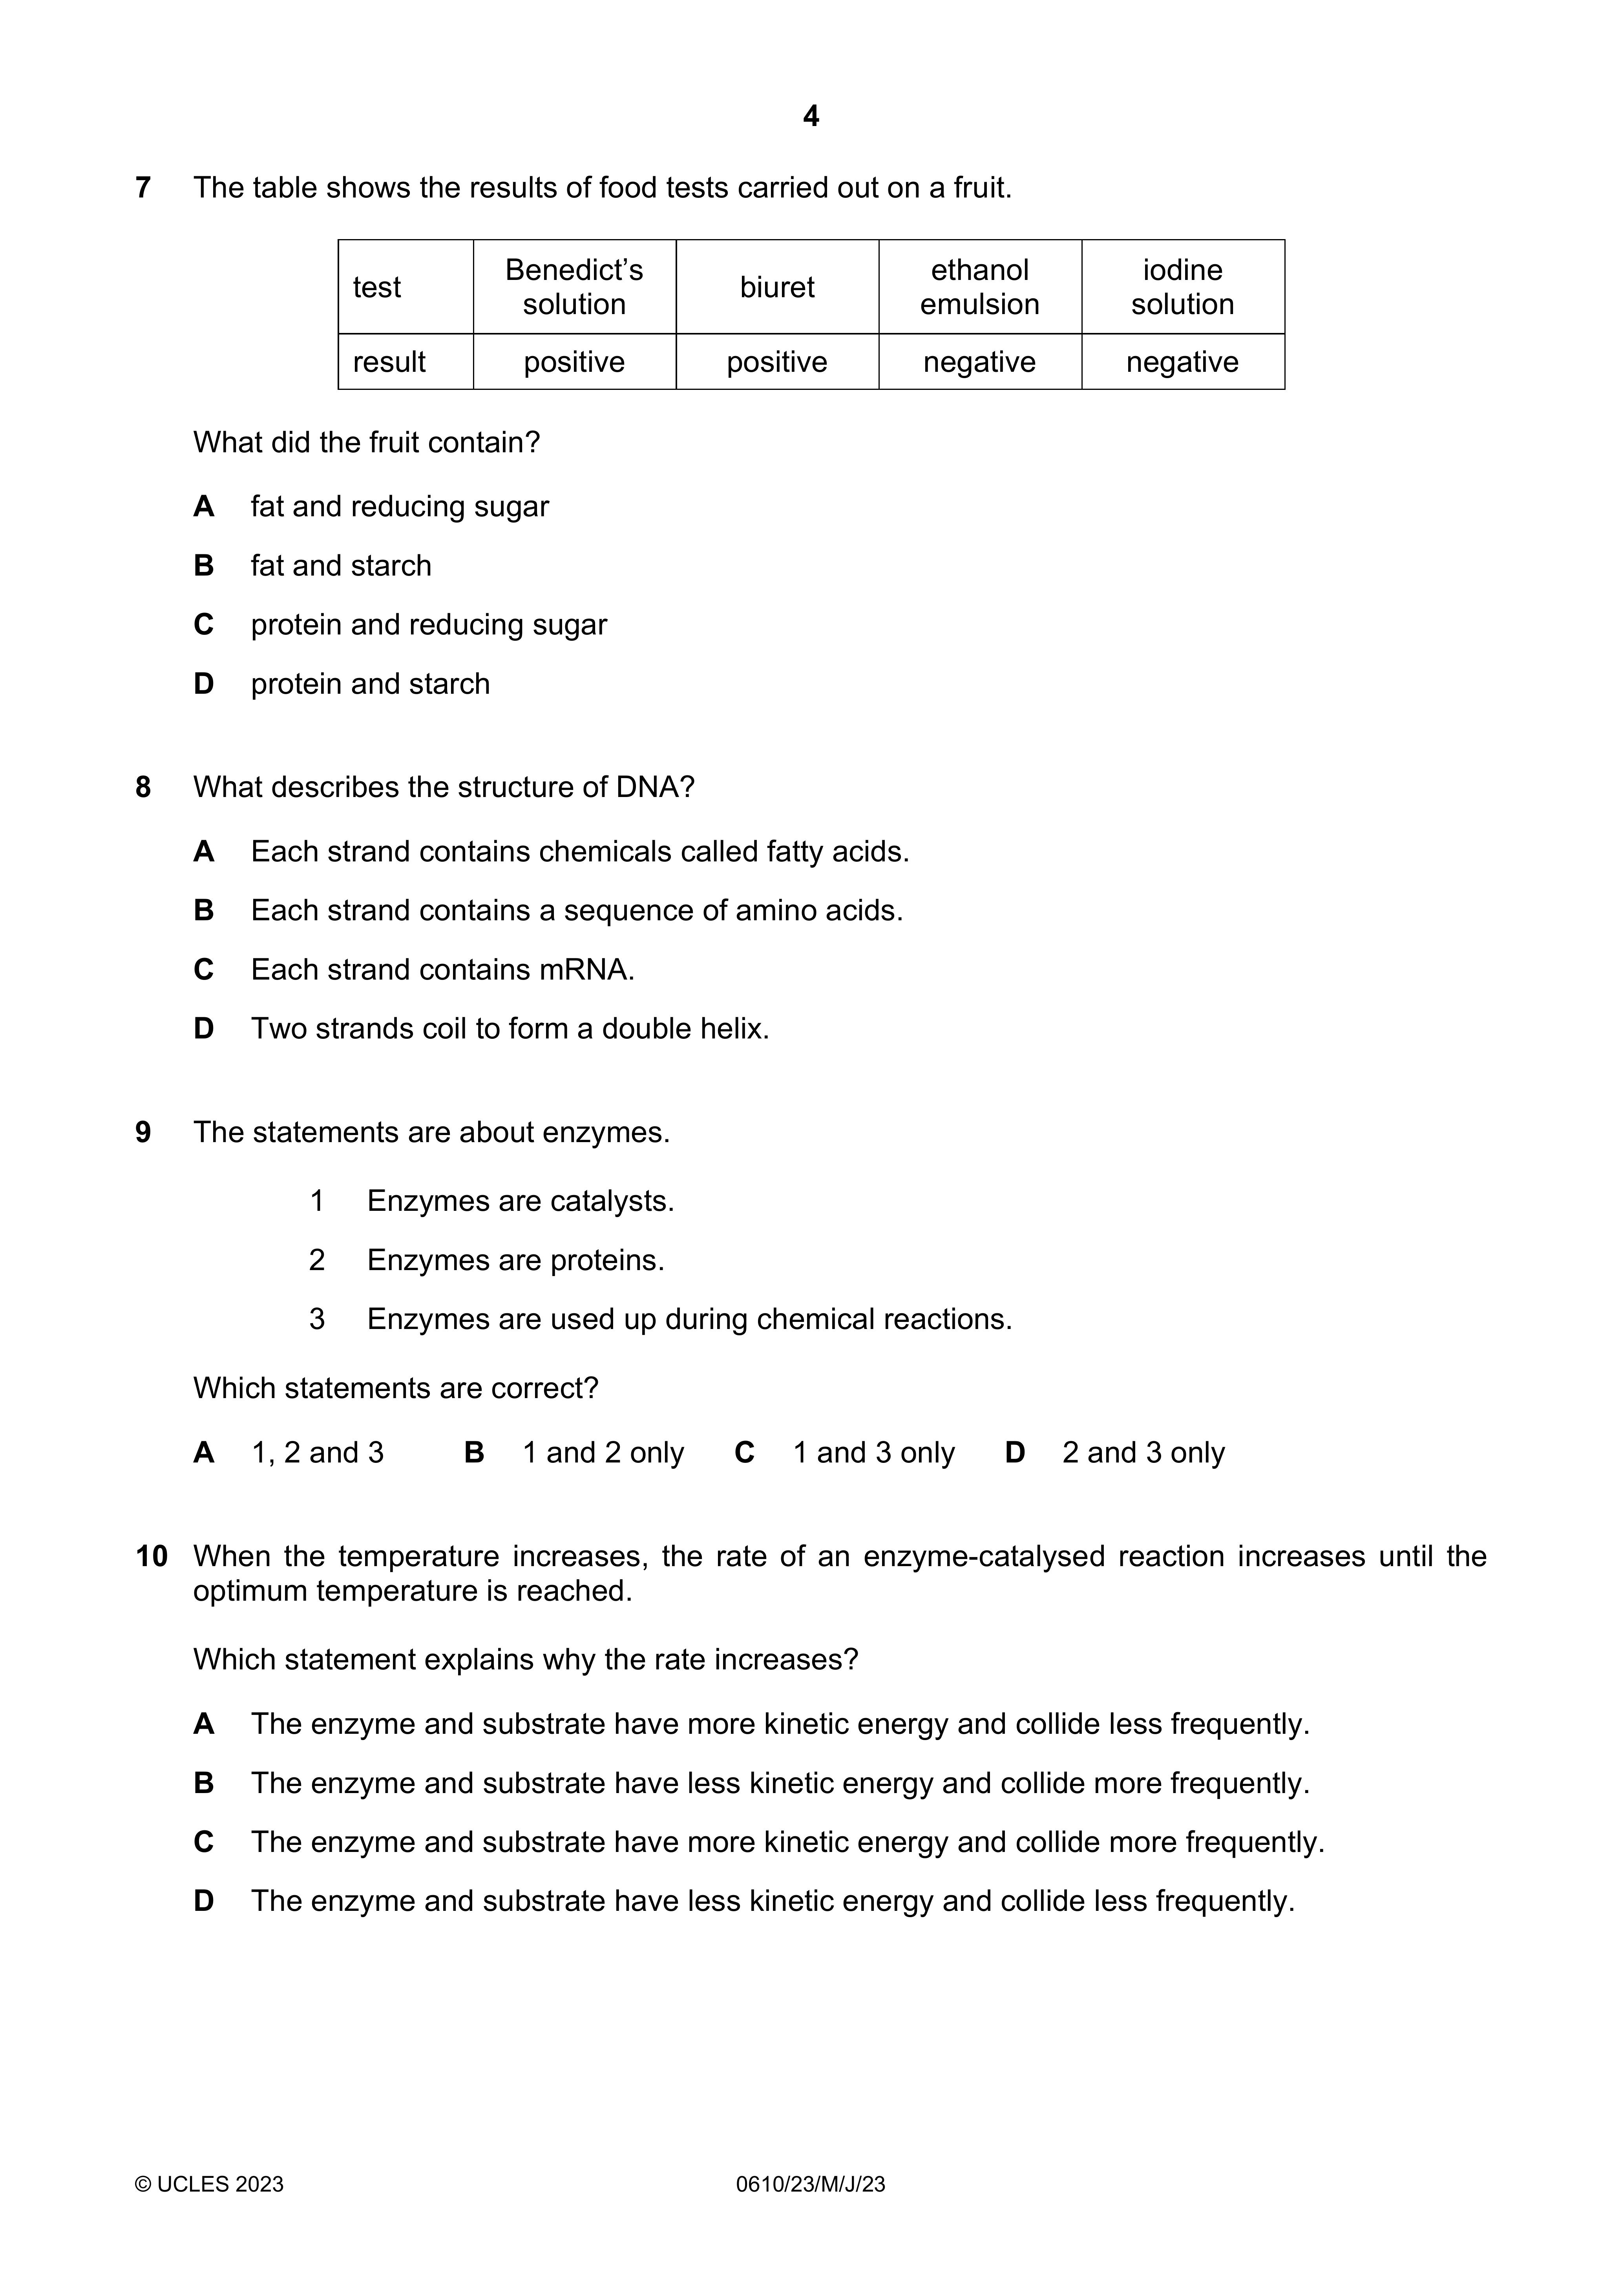 4
7 The table shows the results of food tests carried out on a fruit.
test Benedict’s solution biuret ethanol emulsion iodine solution
result positive positive negative negative
What did the fruit contain?
A fat and reducing sugar
B fat and starch
C protein and reducing sugar
D protein and starch
8 What describes the structure of DNA?
A Each strand contains chemicals called fatty acids.
B Each strand contains a sequence of amino acids.
C Each strand contains mRNA.
D Two strands coil to form a double helix.
9 The statements are about enzymes.
1 Enzymes are catalysts.
2 Enzymes are proteins.
3 Enzymes are used up during chemical reactions.
Which statements are correct?
A 1, 2 and 3 B 1 and 2 only C 1 and 3 only D 2 and 3 only
10 When the temperature increases, the rate of an enzyme-catalysed reaction increases until the
optimum temperature is reached.
Which statement explains why the rate increases?
A The enzyme and substrate have more kinetic energy and collide less frequently.
B The enzyme and substrate have less kinetic energy and collide more frequently.
C The enzyme and substrate have more kinetic energy and collide more frequently.
D The enzyme and substrate have less kinetic energy and collide less frequently.
© UCLES 2023 0610/23/M/J/23